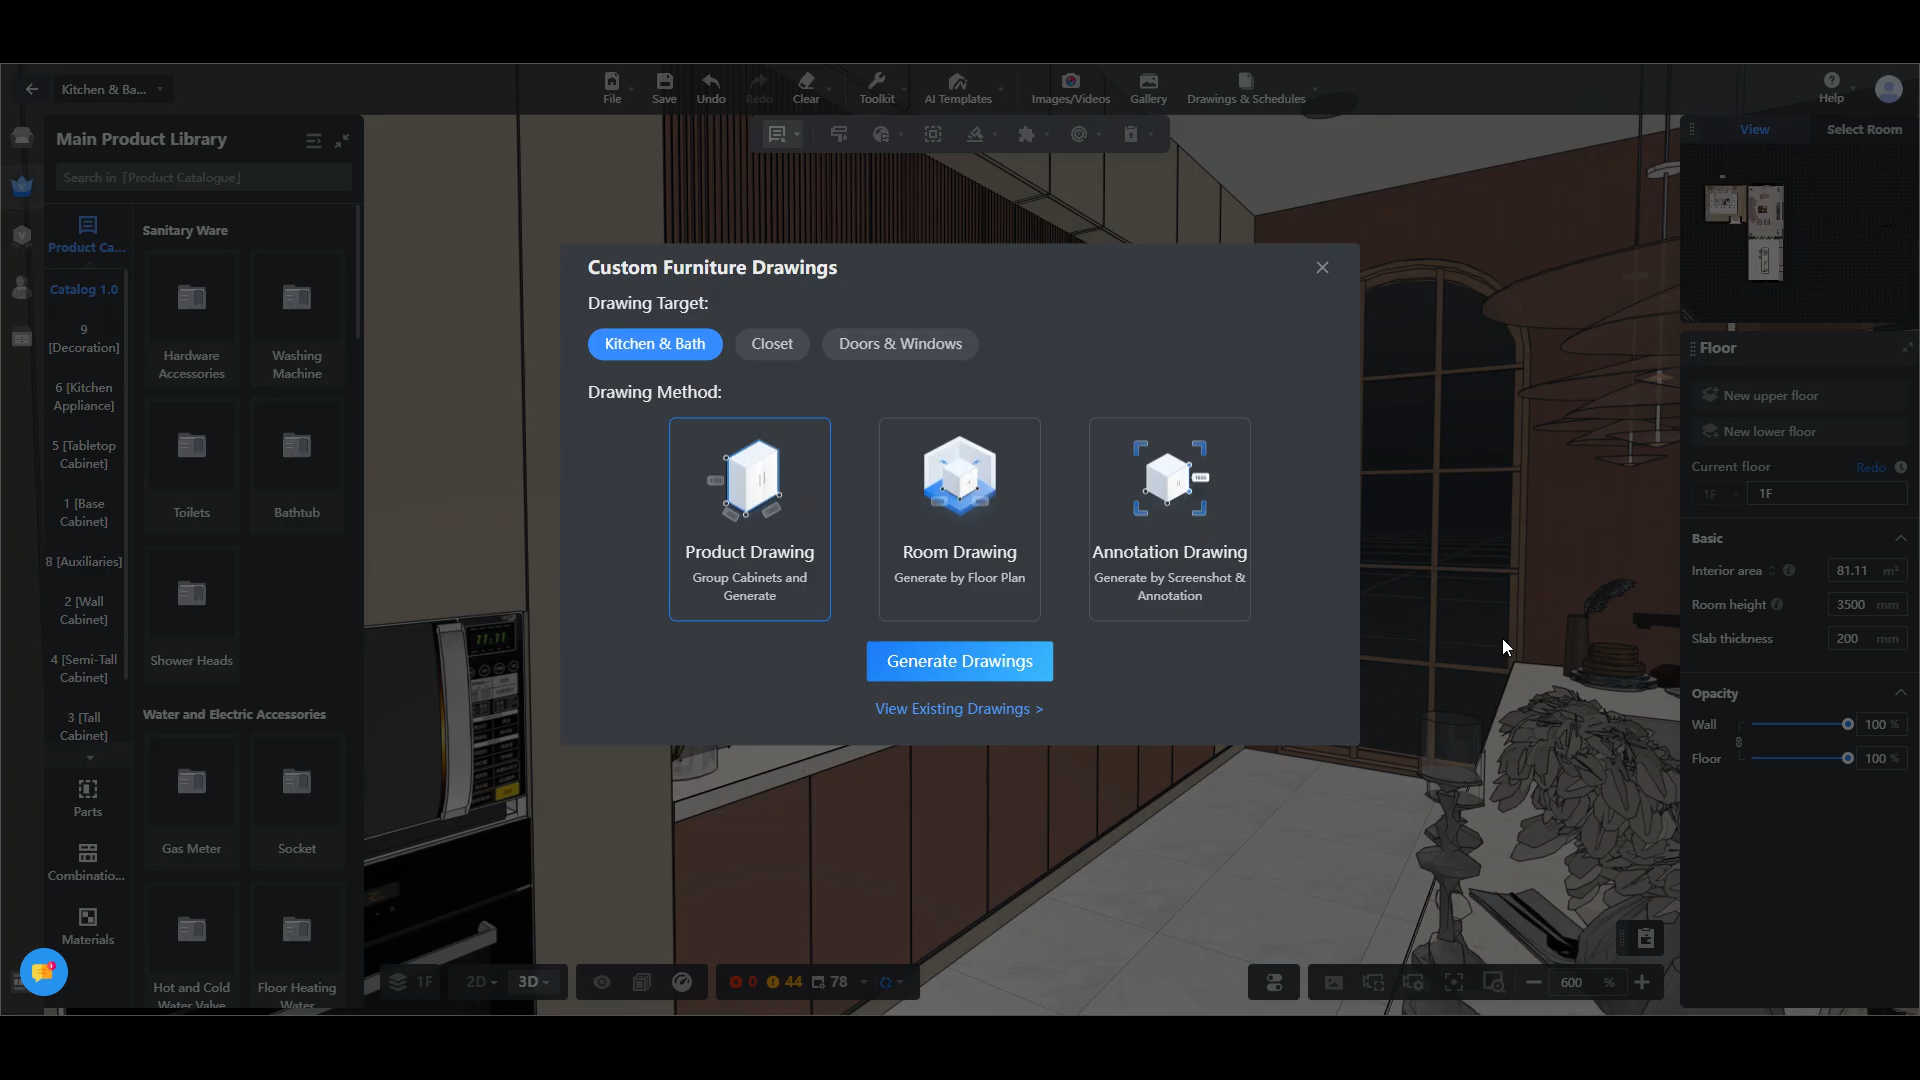 Kitchen & Ba...
File
Save
Undo
Redo
Clear
Toolkit
AI Templates
Images/Videos
Gallery
Drawings & Schedules
Help
Main Product Library
Search in [Product Catalogue]
Product Ca...
Catalog 1.0
9
[Decoration]
6 [Kitchen
Appliance]
5 [Tabletop
Cabinet]
1 [Base
Cabinet]
8 [Auxiliaries]
2 [Wall
Cabinet]
4 [Semi-Tall
Cabinet]
3 [Tall
Cabinet]
Parts
Combinatio...
Materials
Sanitary Ware
Hardware
Accessories
Washing
Machine
Toilets
Bathtub
Shower Heads
Water and Electric Accessories
Gas Meter
Socket
Hot and Cold
Water Valve
Floor Heating
Water
Custom Furniture Drawings
Drawing Target:
Kitchen & Bath
Closet
Doors & Windows
Drawing Method:
Product Drawing
Group Cabinets and
Generate
Room Drawing
Generate by Floor Plan
Annotation Drawing
Generate by Screenshot &
Annotation
Generate Drawings
View Existing Drawings >
11:11
1F
2D
3D
0
44
78
600 %
View
Select Room
Floor
New upper floor
New lower floor
Current floor
Redo
1F
1F
Basic
Interior area
81.11 m²
Room height
3500 mm
Slab thickness
200 mm
Opacity
Wall
100 %
Floor
100 %